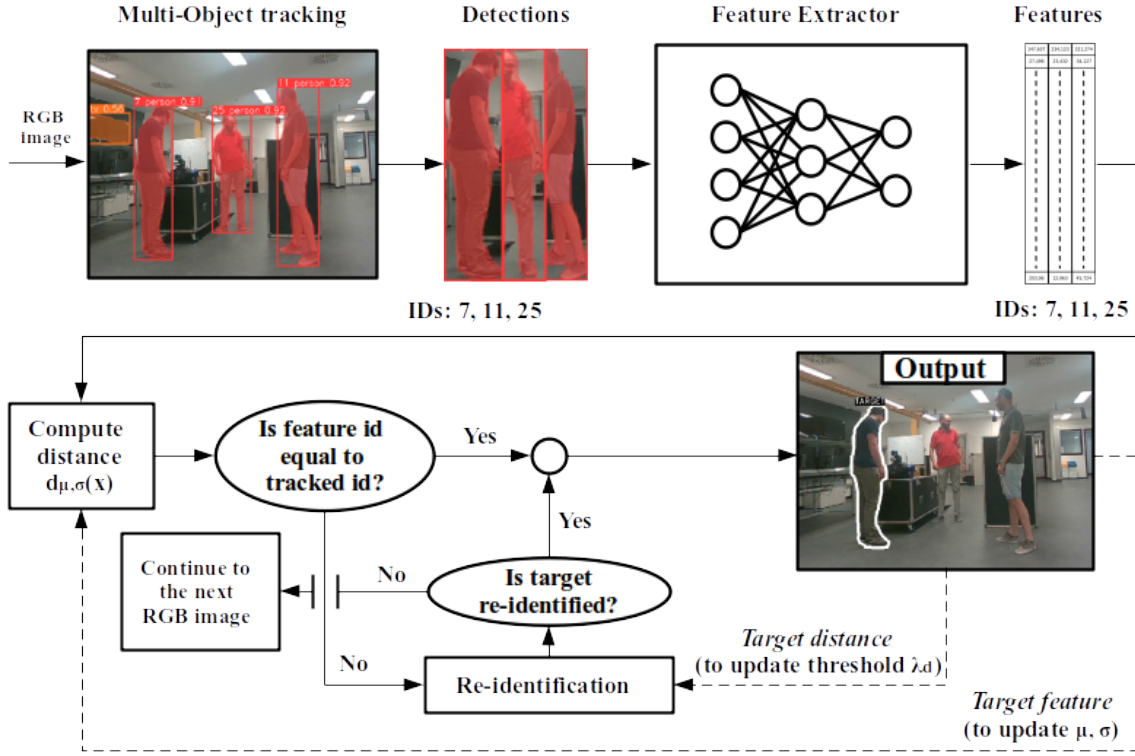 Multi-Object tracking
Detections
Feature Extractor
Features
RGB
image
7 person 0.91
25 person 0.92
11 person 0.92
0.56
IDs: 7, 11, 25
IDs: 7, 11, 25
Compute
distance
dμ,σ(x)
Is feature id
equal to
tracked id?
Yes
Output
TARGET
Yes
Continue to
the next
RGB image
No
Is target
re-identified?
No
Re-identification
Target distance
(to update threshold λd)
Target feature
(to update μ, σ)